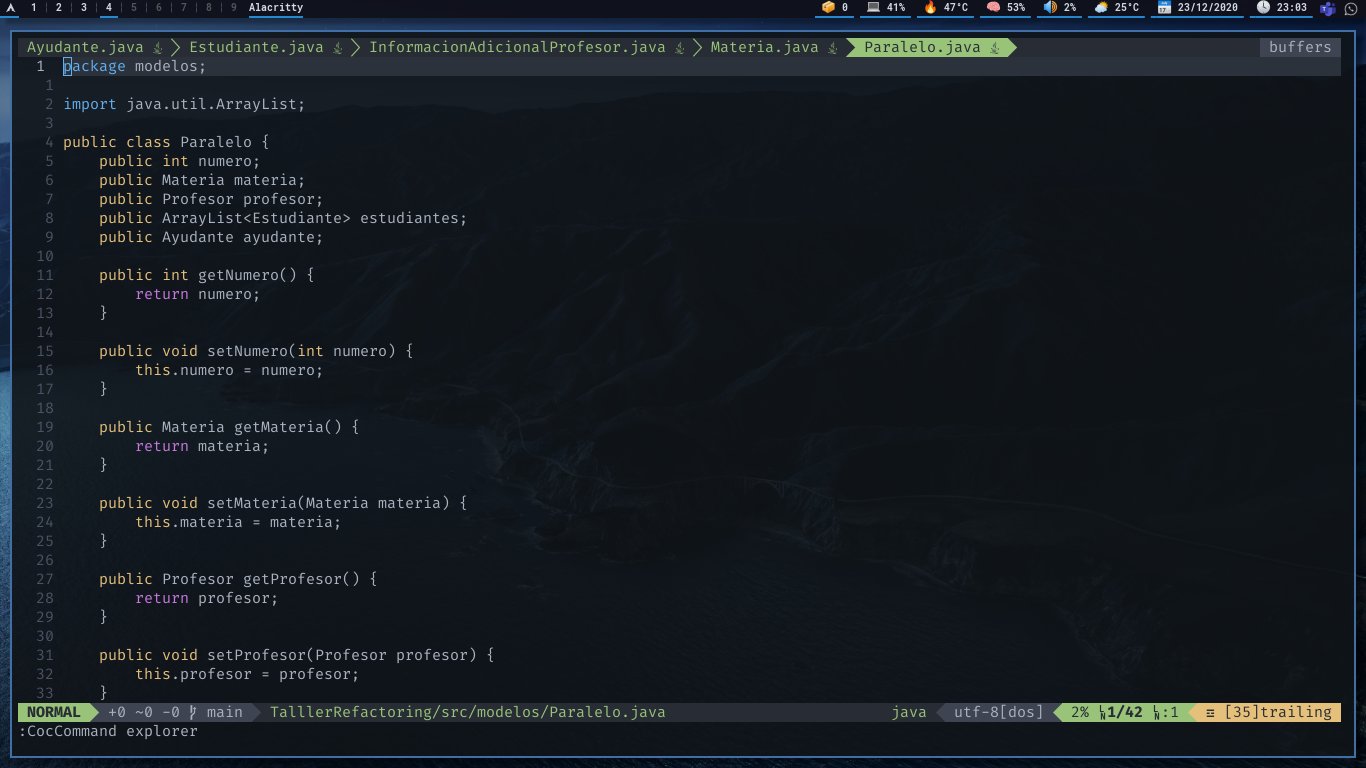 1 2 3 4 5 6 7 8 9 Alacritty 0 41% 47°C 53% 2% 25°C 23/12/2020 23:03
Ayudante.java Estudiante.java InformacionAdicionalProfesor.java Materia.java Paralelo.java buffers
1 package modelos;
1
2 import java.util.ArrayList;
3
4 public class Paralelo {
5 public int numero;
6 public Materia materia;
7 public Profesor profesor;
8 public ArrayList<Estudiante> estudiantes;
9 public Ayudante ayudante;
10
11 public int getNumero() {
12 return numero;
13 }
14
15 public void setNumero(int numero) {
16 this.numero = numero;
17 }
18
19 public Materia getMateria() {
20 return materia;
21 }
22
23 public void setMateria(Materia materia) {
24 this.materia = materia;
25 }
26
27 public Profesor getProfesor() {
28 return profesor;
29 }
30
31 public void setProfesor(Profesor profesor) {
32 this.profesor = profesor;
33 }
NORMAL +0 ~0 -0 main TalllerRefactoring/src/modelos/Paralelo.java java utf-8[dos] 2% LN1/42 LN:1 ☲ [35]trailing
:CocCommand explorer